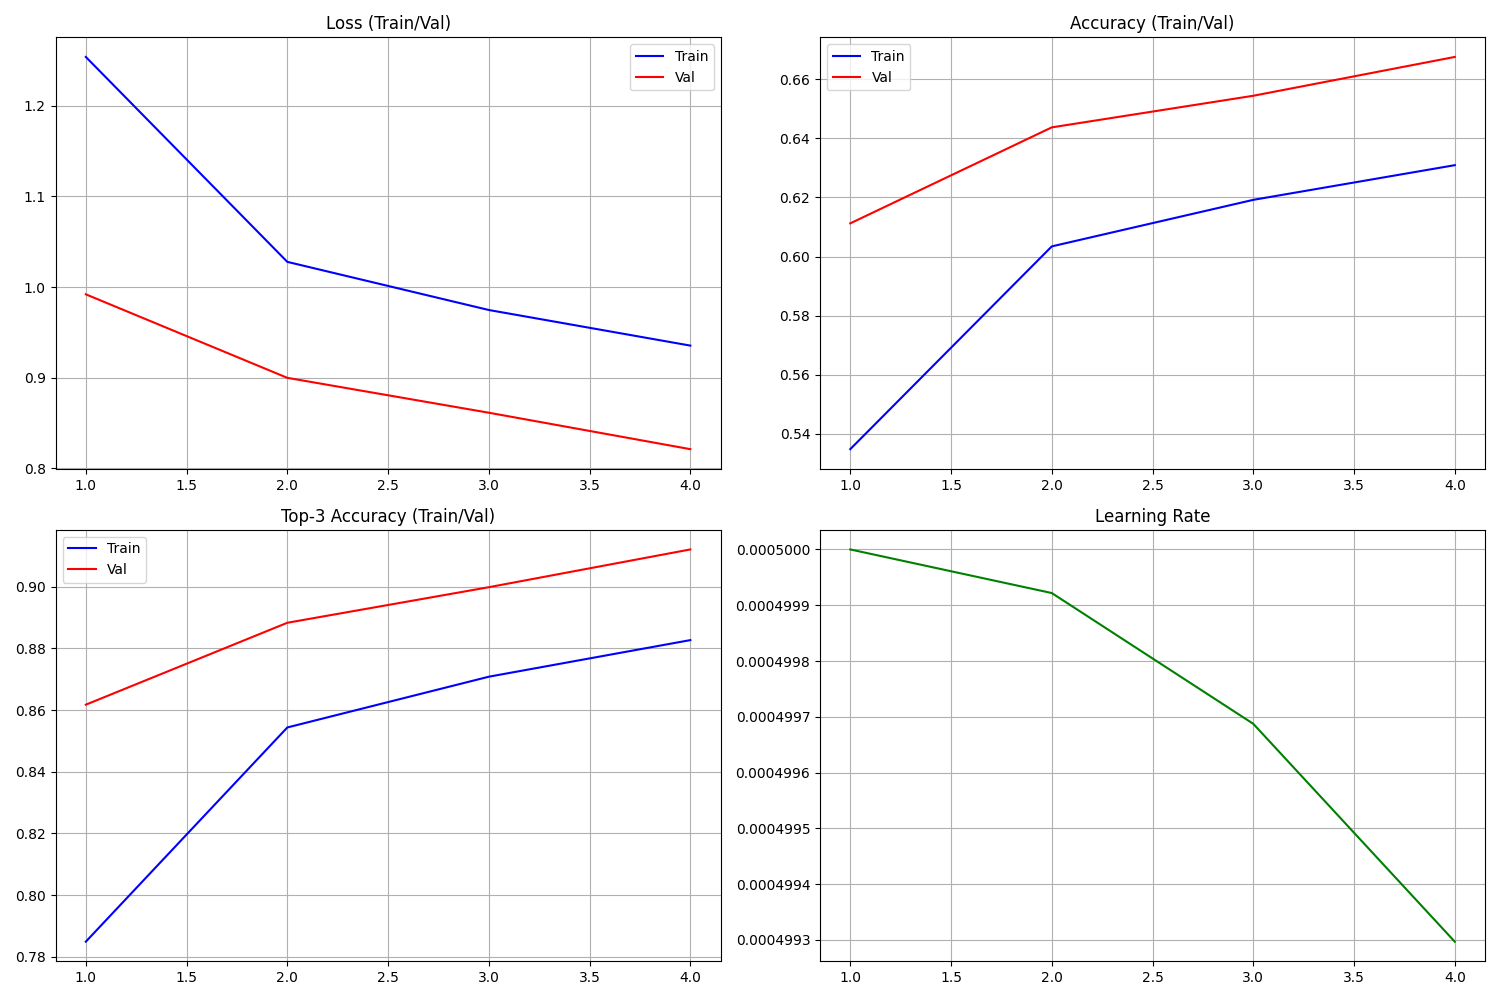 Loss (Train/Val)
Train
Val
1.2
1.1
1.0
0.9
0.8
1.0 1.5 2.0 2.5 3.0 3.5 4.0
Accuracy (Train/Val)
Train
Val
0.66
0.64
0.62
0.60
0.58
0.56
0.54
1.0 1.5 2.0 2.5 3.0 3.5 4.0
Top-3 Accuracy (Train/Val)
Train
Val
0.90
0.88
0.86
0.84
0.82
0.80
0.78
1.0 1.5 2.0 2.5 3.0 3.5 4.0
Learning Rate
0.0005000
0.0004999
0.0004998
0.0004997
0.0004996
0.0004995
0.0004994
0.0004993
1.0 1.5 2.0 2.5 3.0 3.5 4.0